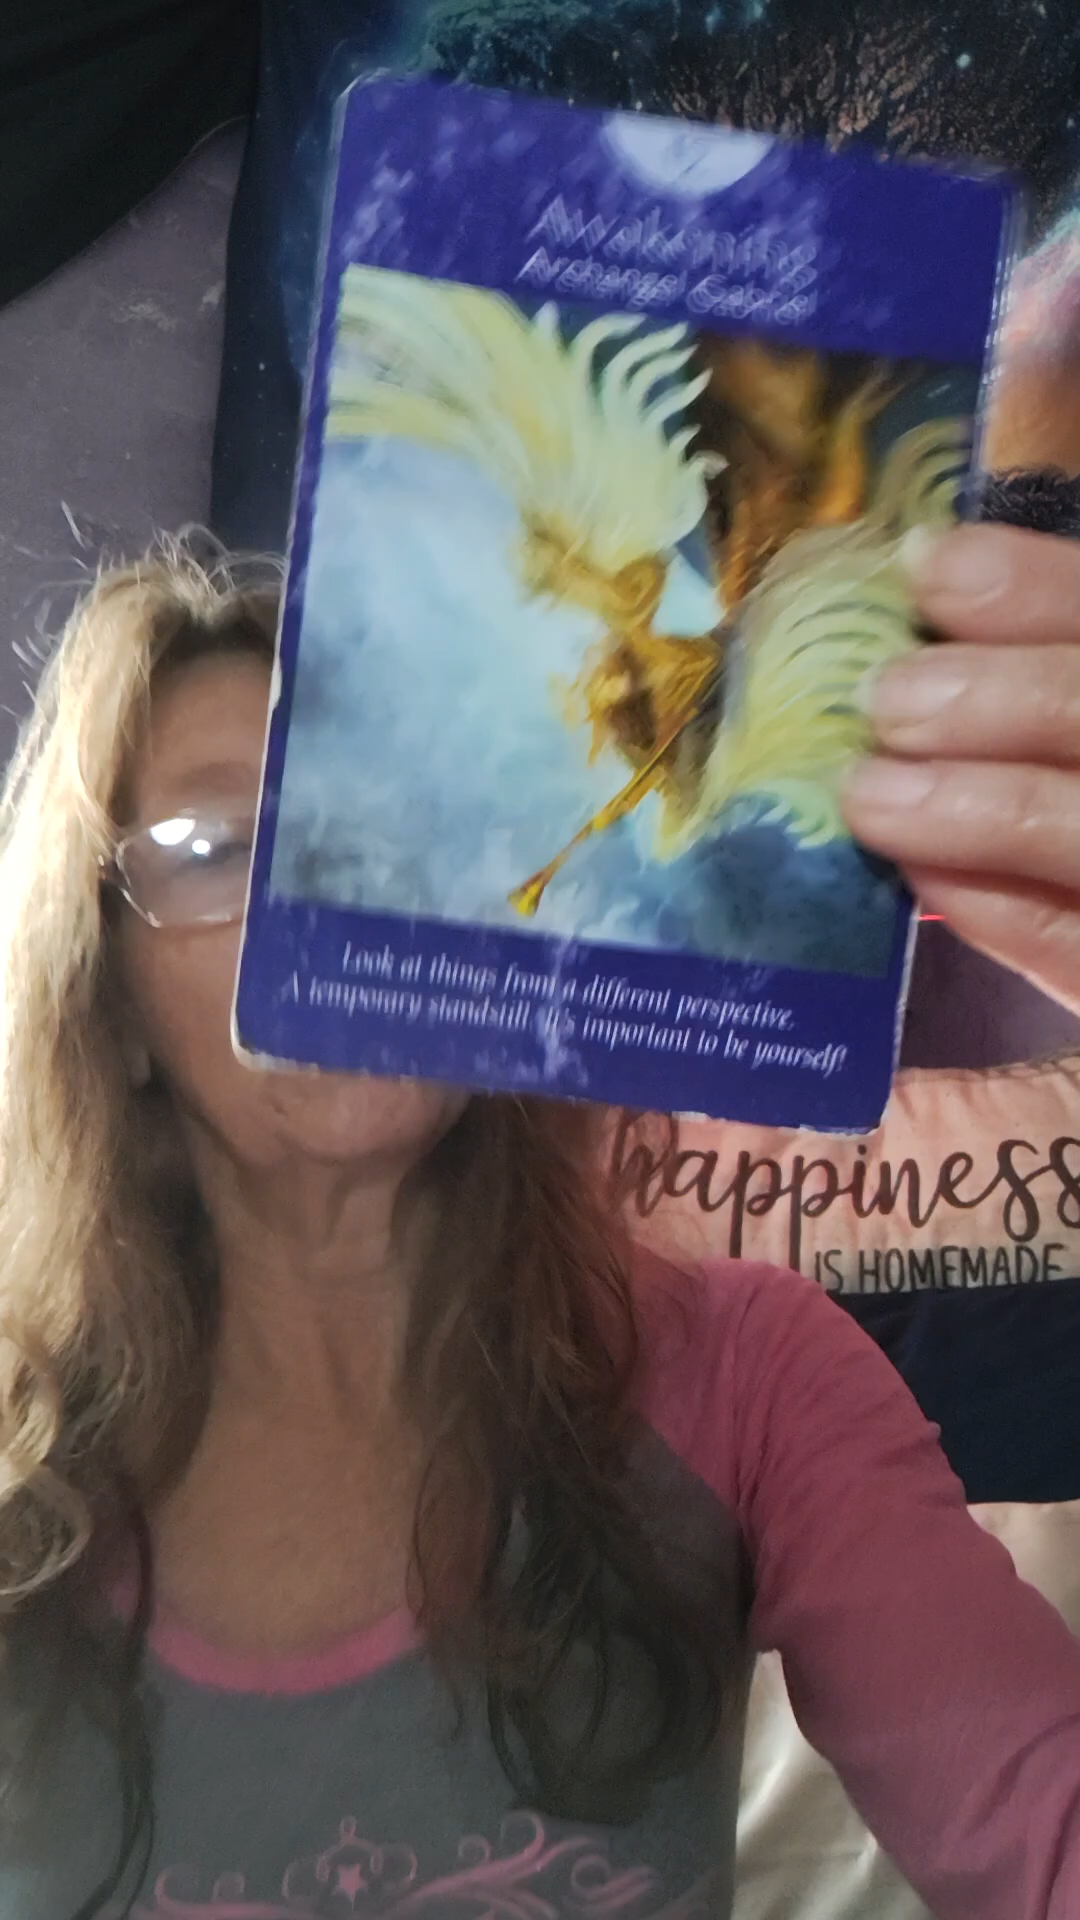 Awakening
Archangel Gabriel
Look at things from a different perspective.
A temporary standstill. It's important to be yourself!
happiness
IS HOMEMADE